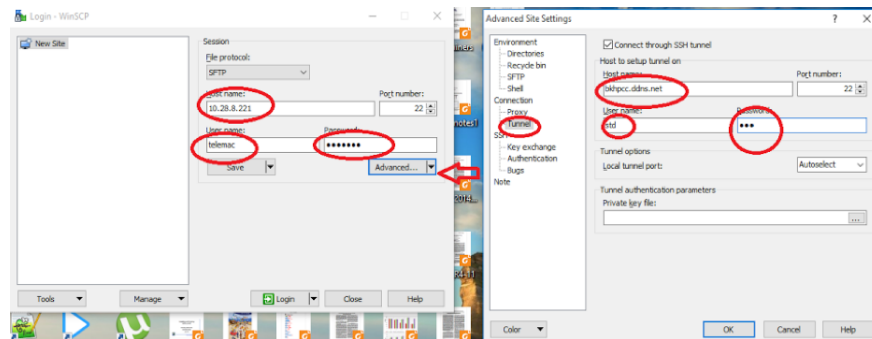 Login - WinSCP
New Site
Session
File protocol:
SFTP
Host name:
Port number:
10.28.8.221
22
User name:
Password:
telemac
•••••••
Save
Advanced...
Tools
Manage
Login
Close
Help
Advanced Site Settings
? X
Environment
Directories
Recycle bin
SFTP
Shell
Connection
Proxy
Tunnel
Key exchange
Authentication
Bugs
Note
Connect through SSH tunnel
Host to setup tunnel on
Host name:
Port number:
bkhpcc.ddns.net
22
User name:
Password:
•••
Tunnel options
Local tunnel port:
Autoselect
Tunnel authentication parameters
Private key file:
...
Color
OK
Cancel
Help